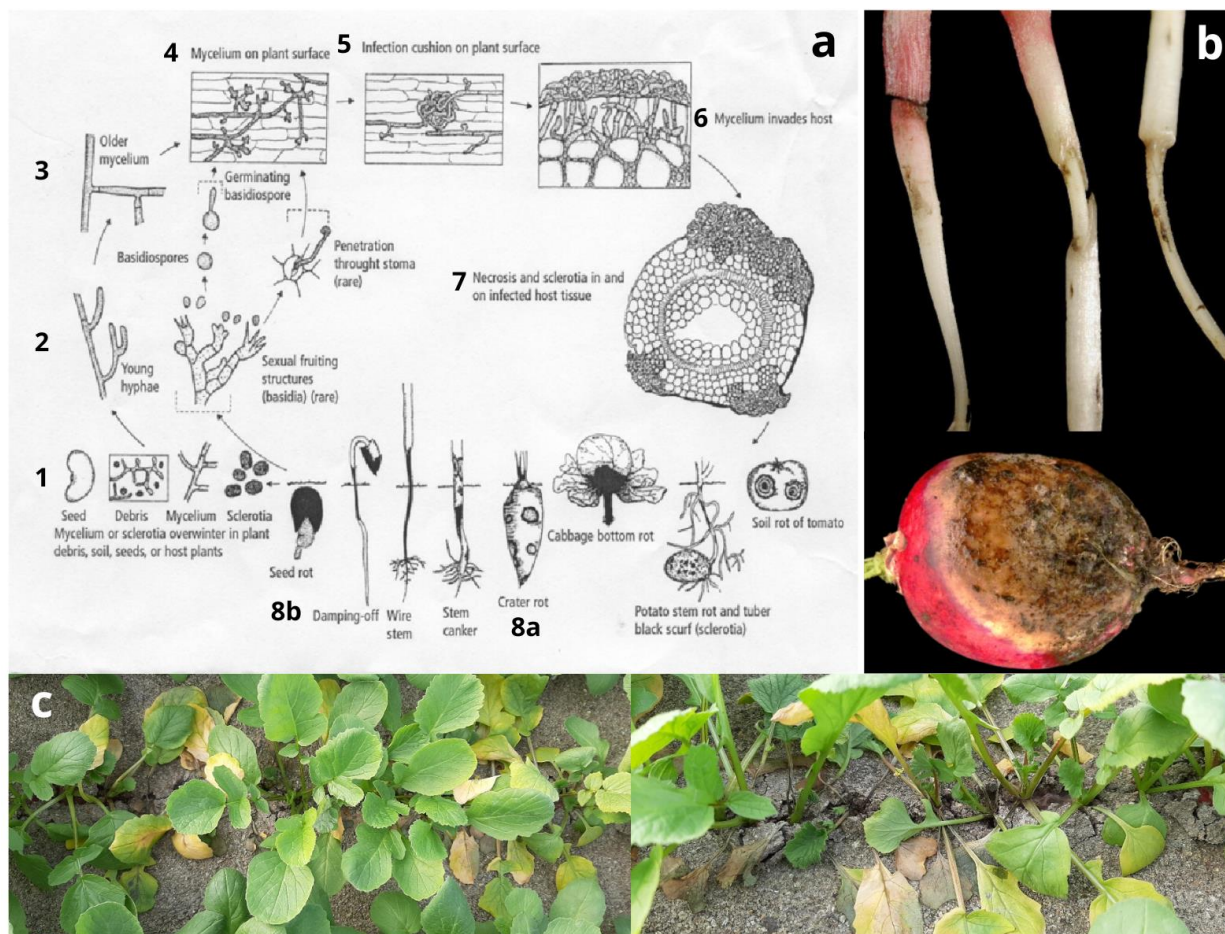 a
b
4 Mycelium on plant surface
5 Infection cushion on plant surface
6 Mycelium invades host
3
Older
mycelium
Germinating
basidiospore
Basidiospores
Penetration
throught stoma
(rare)
7 Necrosis and sclerotia in and
on infected host tissue
2
Young
hyphae
Sexual fruiting
structures
(basidia) (rare)
1
Seed
Debris
Mycelium
Sclerotia
Mycelium or sclerotia overwinter in plant
debris, soil, seeds, or host plants
Seed rot
8b
Damping-off
Wire
stem
Stem
canker
Crater rot
8a
Cabbage bottom rot
Potato stem rot and tuber
black scurf (sclerotia)
Soil rot of tomato
c